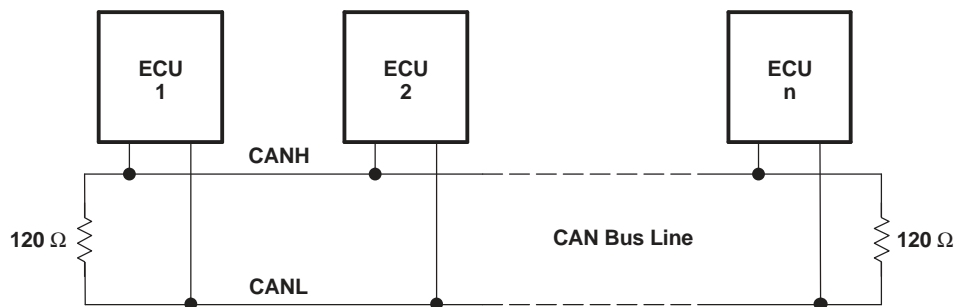 ECU
1
ECU
2
ECU
n
CANH
120 Ω
CAN Bus Line
120 Ω
CANL